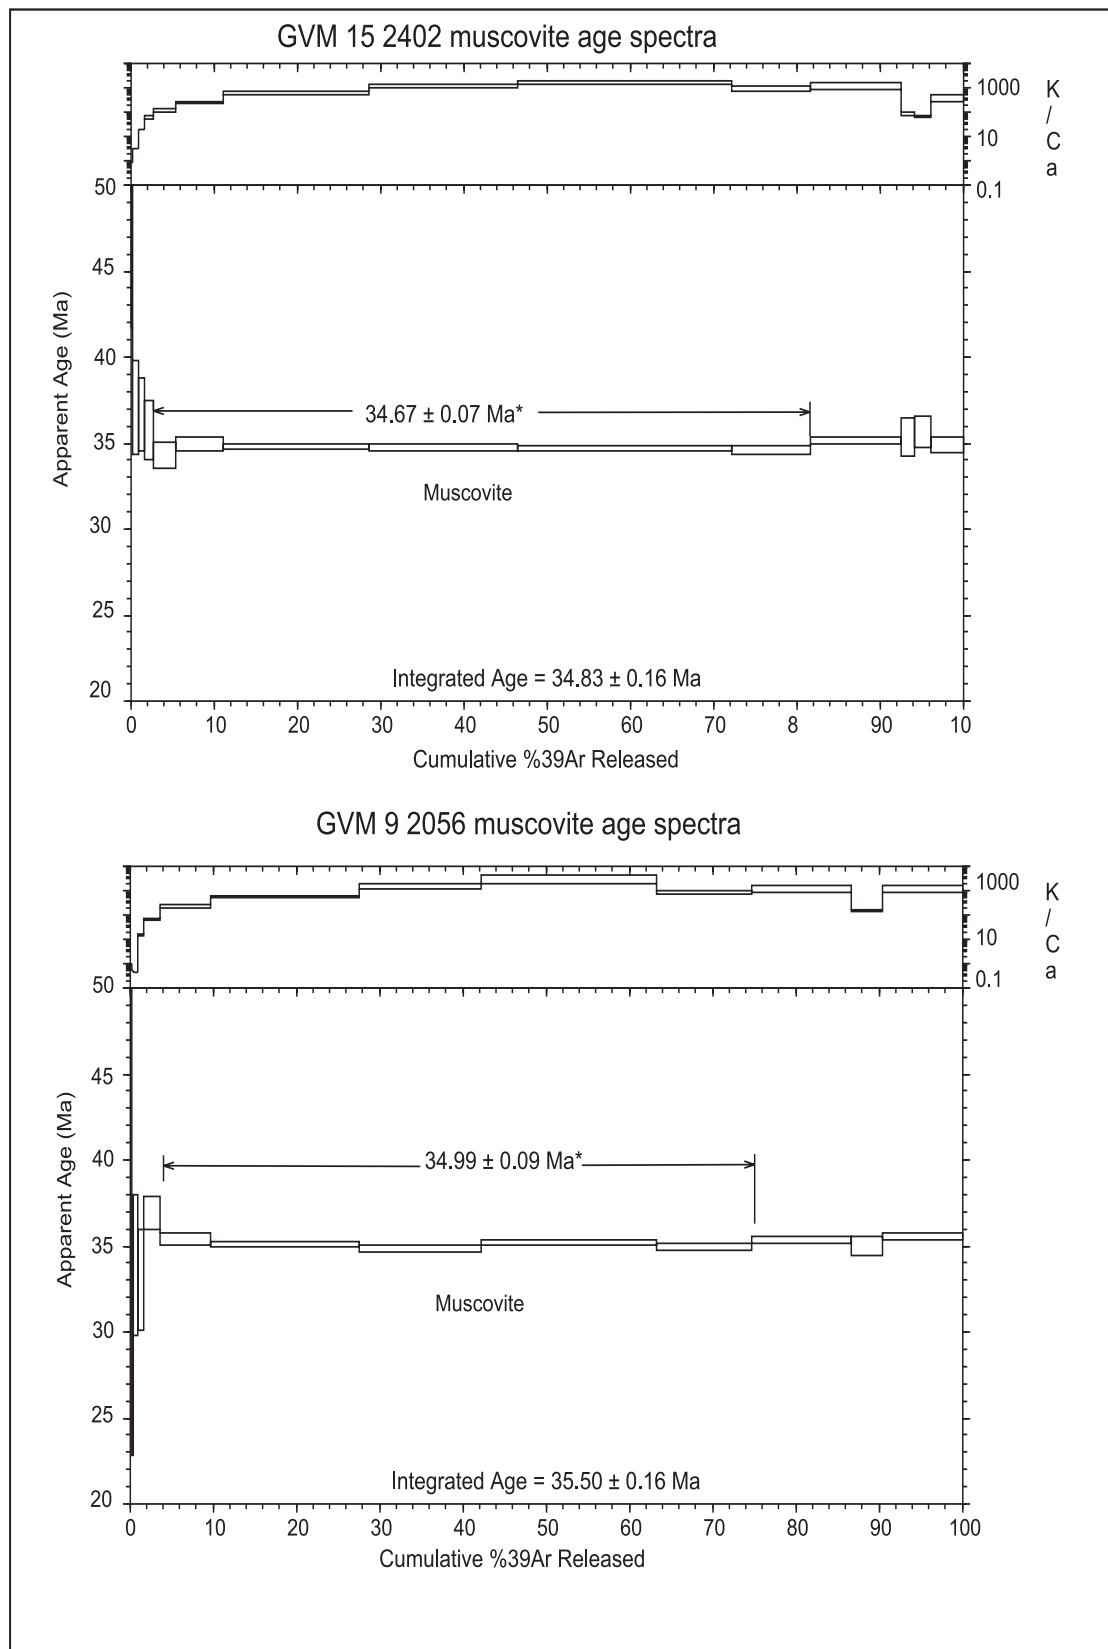 GVM 15 2402 muscovite age spectra
1000
10
0.1
K
/
C
a
50
45
40
35
30
25
20
Apparent Age (Ma)
34.67 ± 0.07 Ma*
Muscovite
Integrated Age = 34.83 ± 0.16 Ma
0 10 20 30 40 50 60 70 8 90 10
Cumulative %39Ar Released
GVM 9 2056 muscovite age spectra
1000
10
0.1
K
/
C
a
50
45
40
35
30
25
20
Apparent Age (Ma)
34.99 ± 0.09 Ma*
Muscovite
Integrated Age = 35.50 ± 0.16 Ma
0 10 20 30 40 50 60 70 80 90 100
Cumulative %39Ar Released